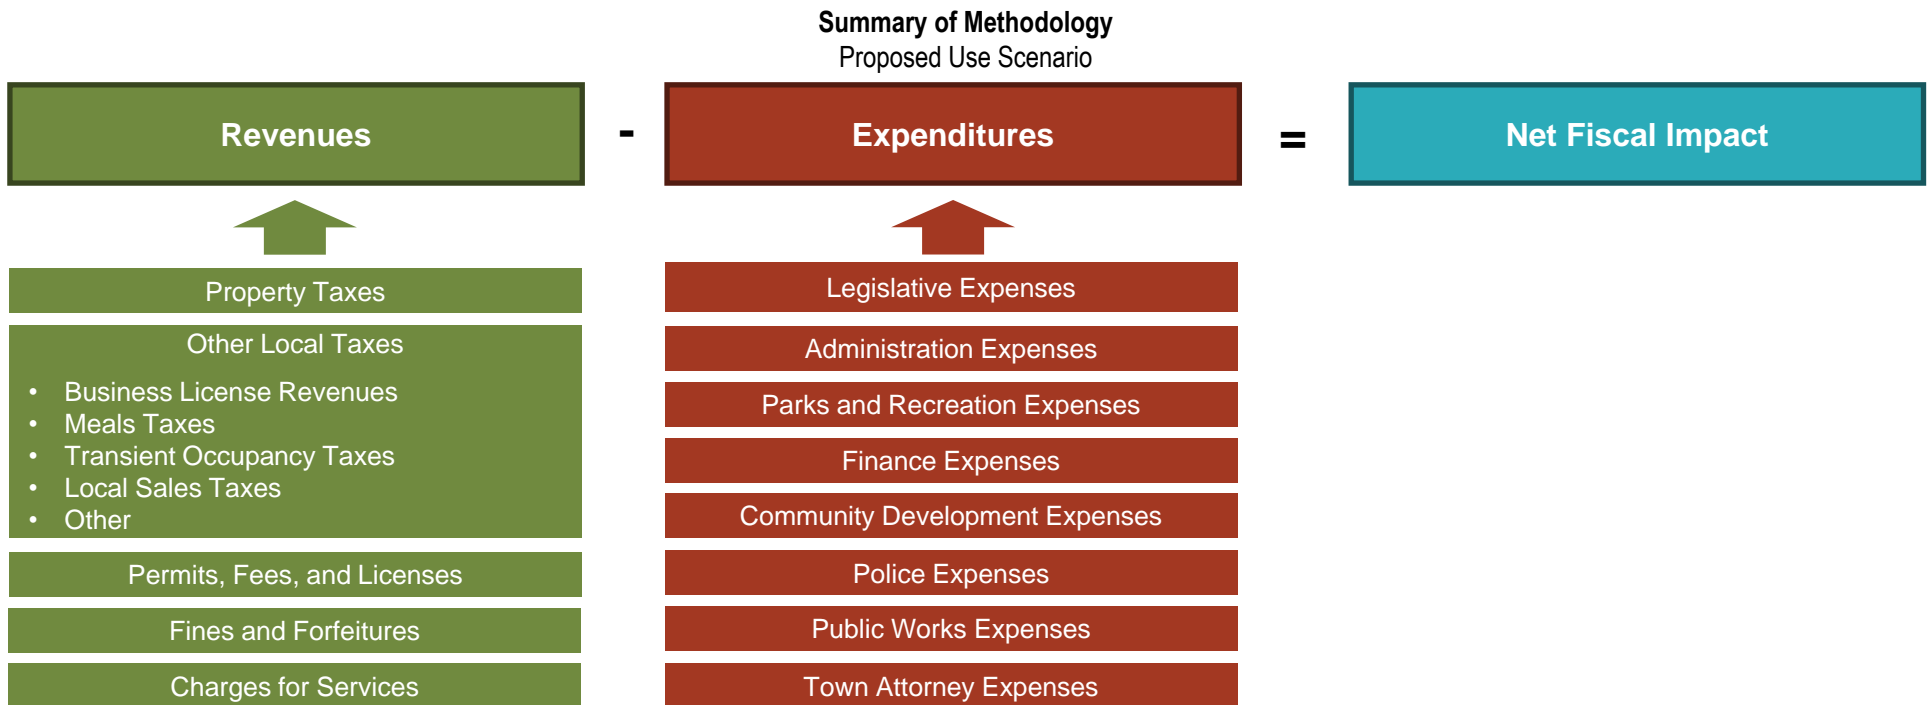 Summary of Methodology
Proposed Use Scenario
Revenues
-
Expenditures
=
Net Fiscal Impact
Property Taxes
Other Local Taxes
• Business License Revenues
• Meals Taxes
• Transient Occupancy Taxes
• Local Sales Taxes
• Other
Permits, Fees, and Licenses
Fines and Forfeitures
Charges for Services
Legislative Expenses
Administration Expenses
Parks and Recreation Expenses
Finance Expenses
Community Development Expenses
Police Expenses
Public Works Expenses
Town Attorney Expenses